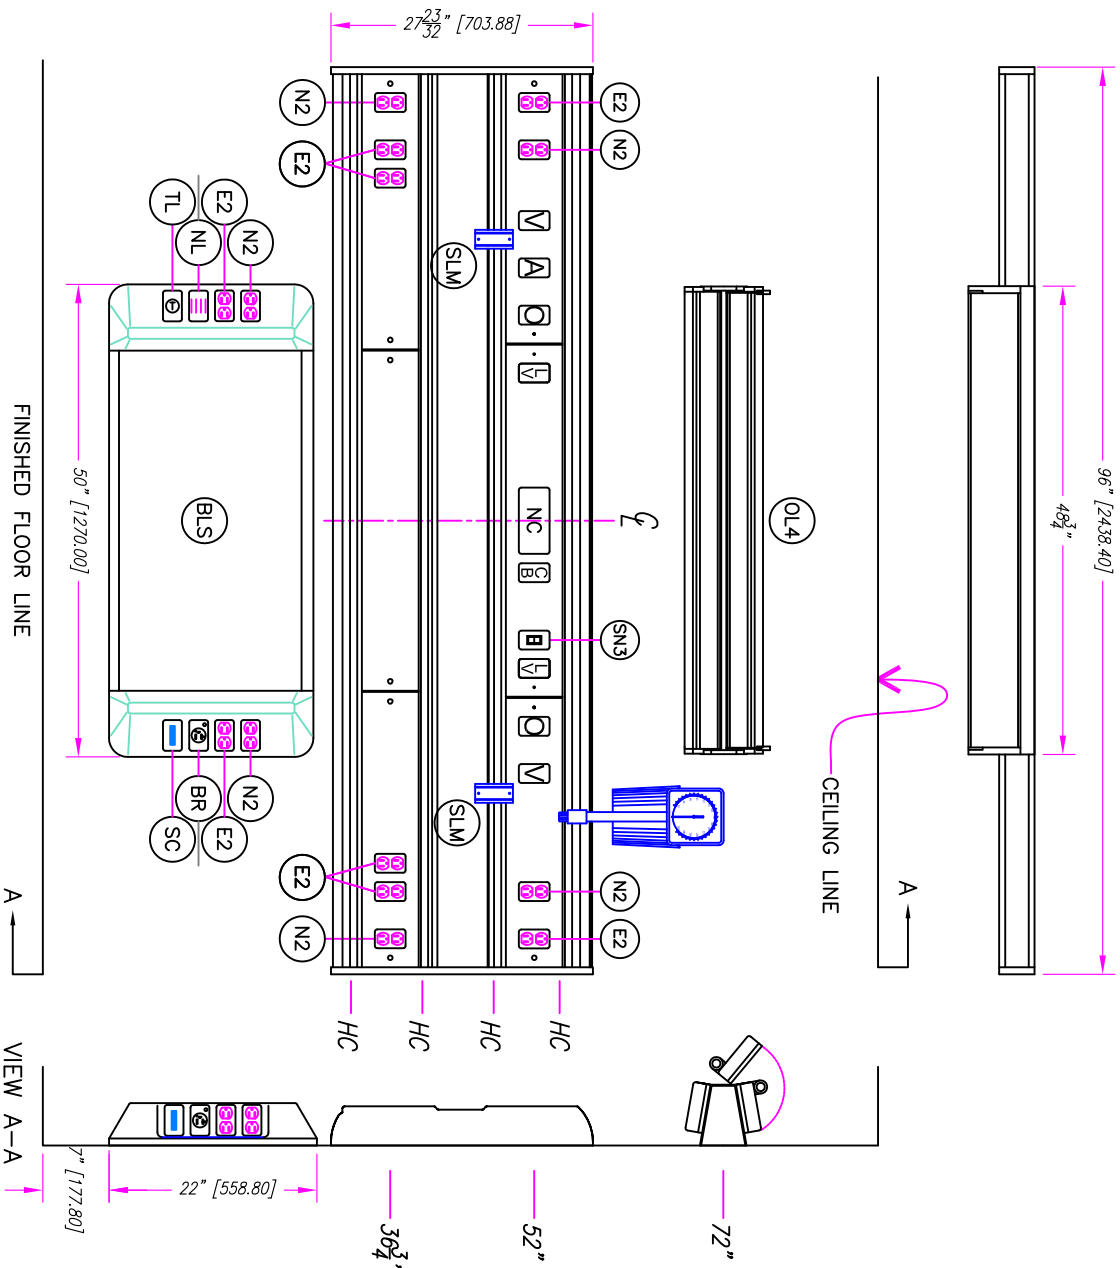 96" [2438.40]
48 3/4"
CEILING LINE
A
OL4
72"
27 23/32" [703.88]
E2
N2
V
A
O
LV
NC
CB
SN3
LV
O
V
N2
E2
HC
52"
SLM
SLM
HC
HC
N2
E2
E2
N2
HC
36 3/4"
CL
N2
E2
NL
TL
BLS
N2
E2
BR
SC
50" [1270.00]
22" [558.80]
7" [177.80]
FINISHED FLOOR LINE
A
VIEW A-A